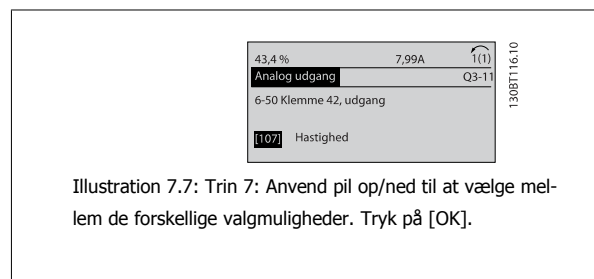 43,4 % 7,99A 1(1)
Analog udgang Q3-11
6-50 Klemme 42, udgang
[107] Hastighed
130BT116.10
Illustration 7.7: Trin 7: Anvend pil op/ned til at vælge mel-
lem de forskellige valgmuligheder. Tryk på [OK].